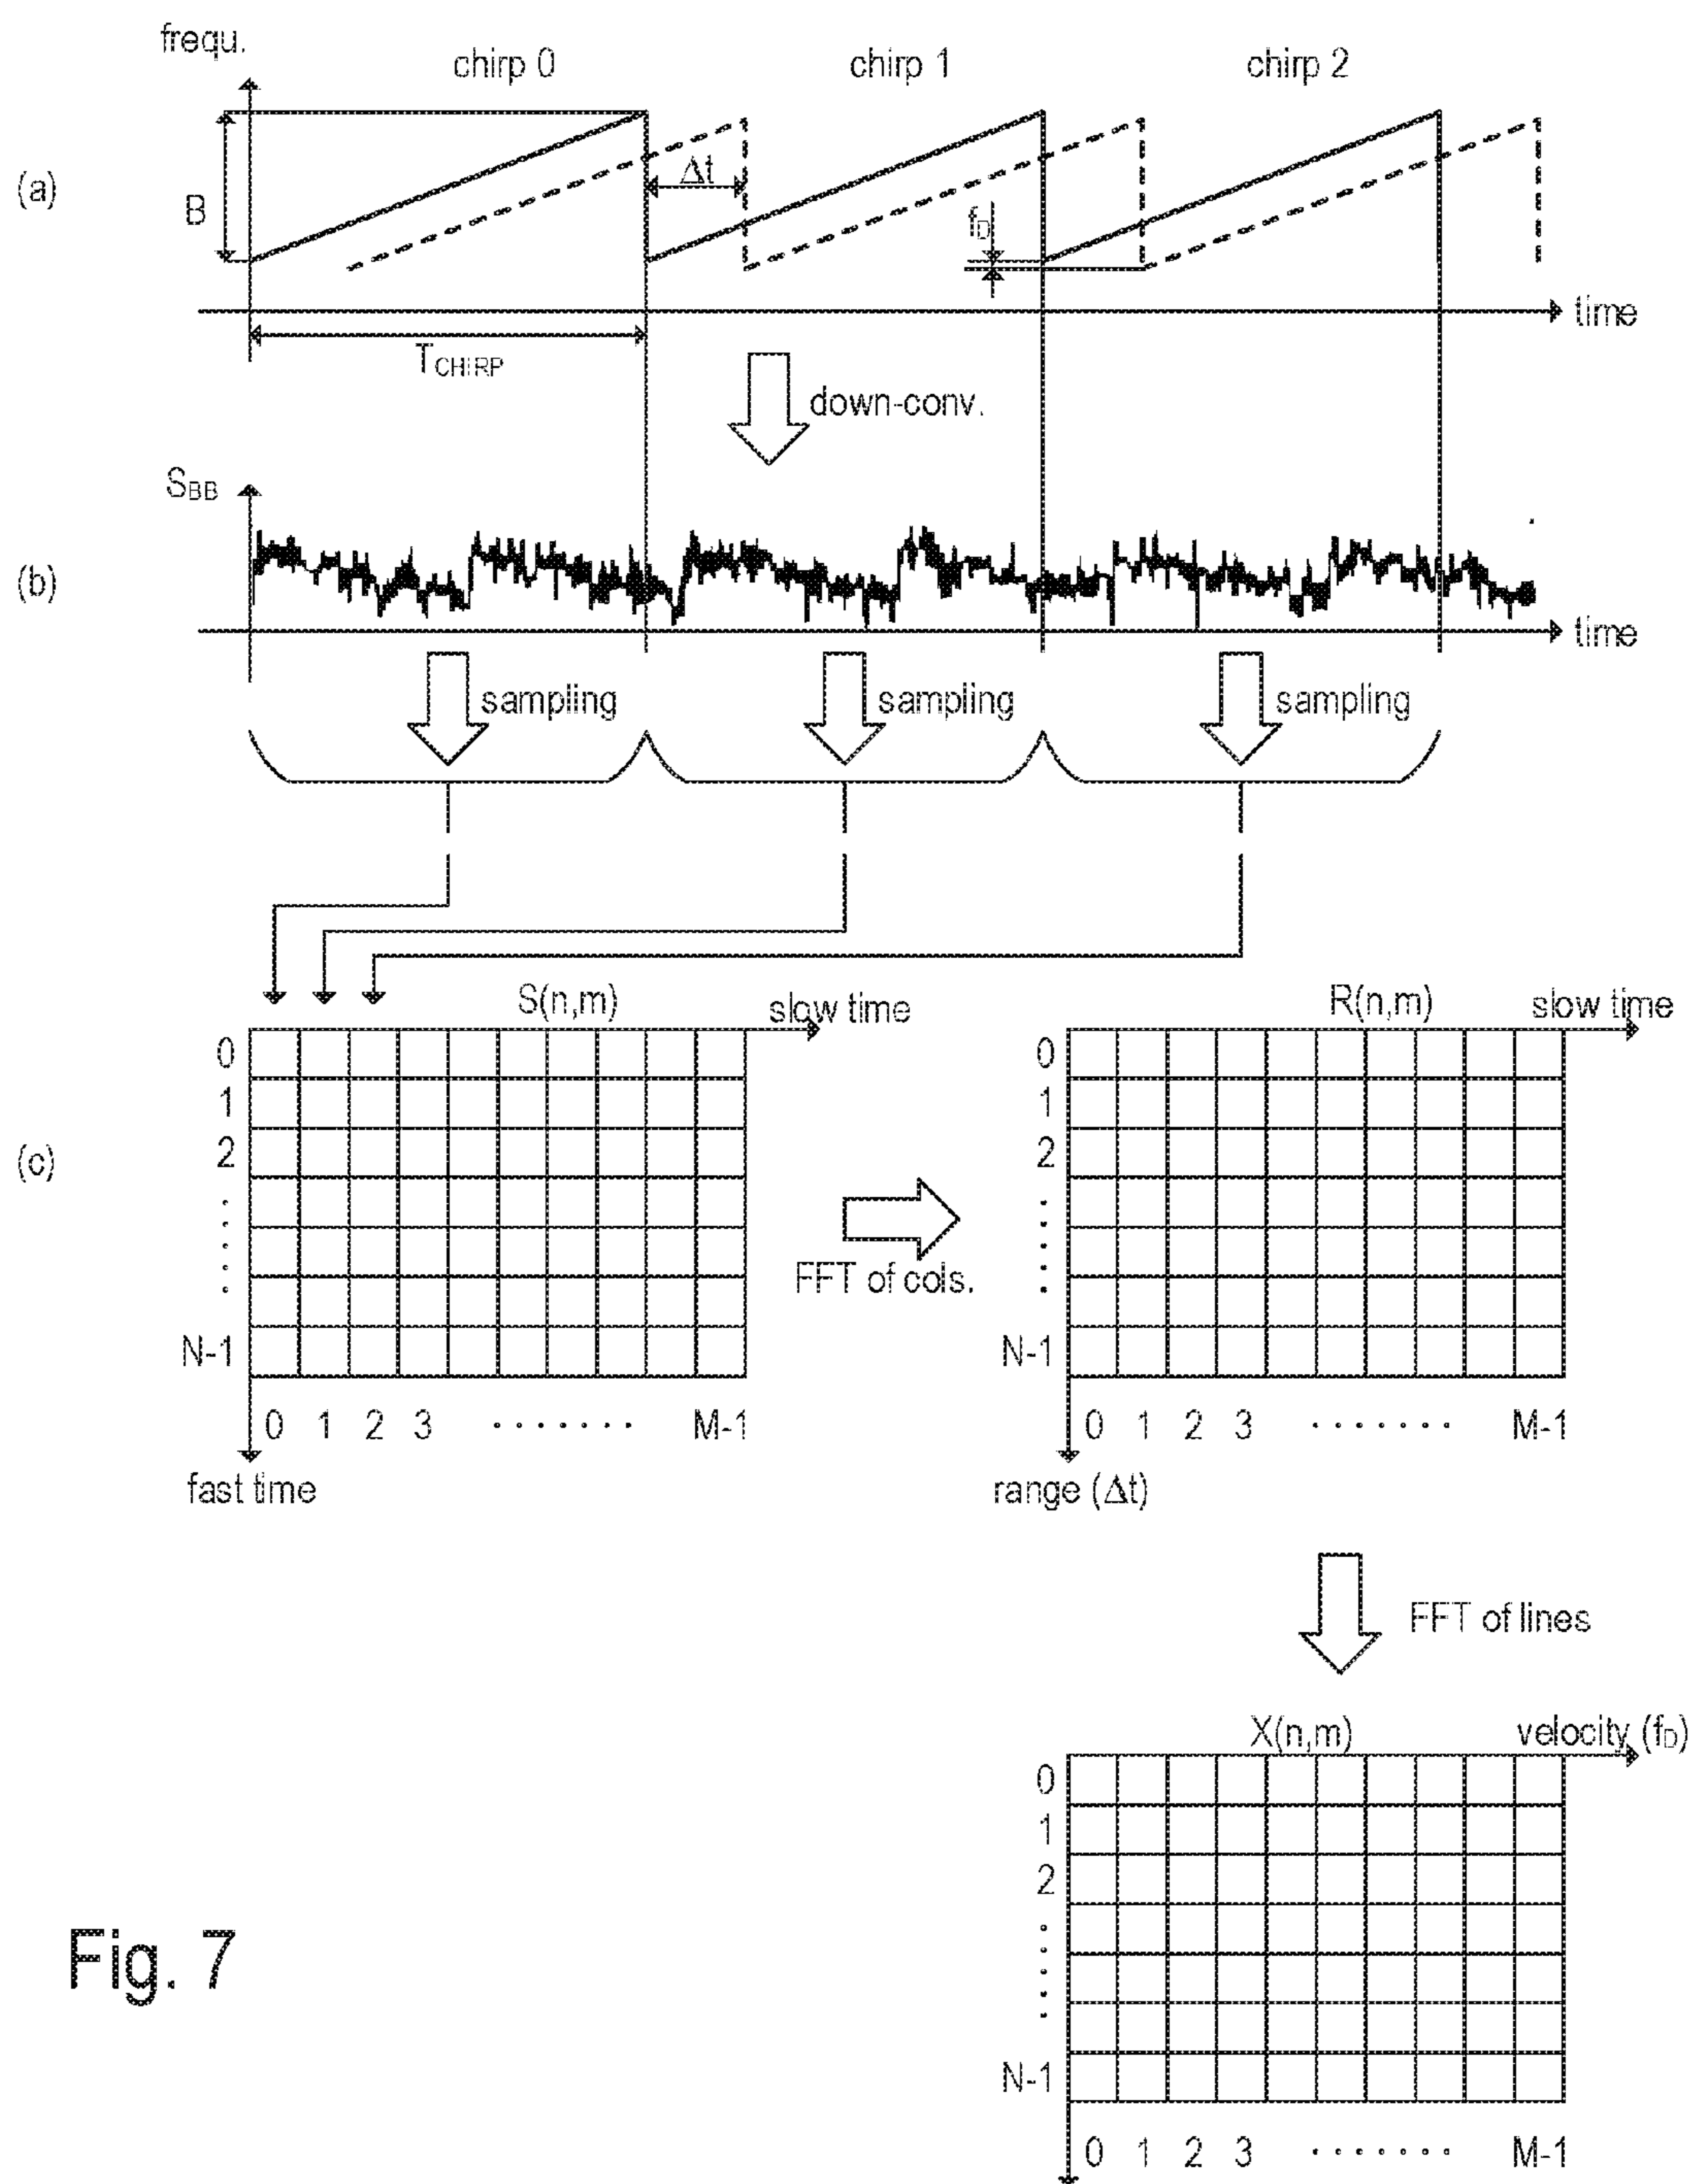 frequ.
chirp 0 chirp 1 chirp 2
(a)
B
Δt
fD
time
TCHIRP
down-conv.
SBB
(b)
time
sampling sampling sampling
S(n,m) slow time R(n,m) slow time
0 0
1 1
2 2
(c)
FFT of cols.
N-1 N-1
0 1 2 3 ....... M-1 0 1 2 3 ....... M-1
fast time range (Δt)
FFT of lines
X(n,m) velocity (fD)
0
1
2
Fig. 7
N-1
0 1 2 3 ....... M-1